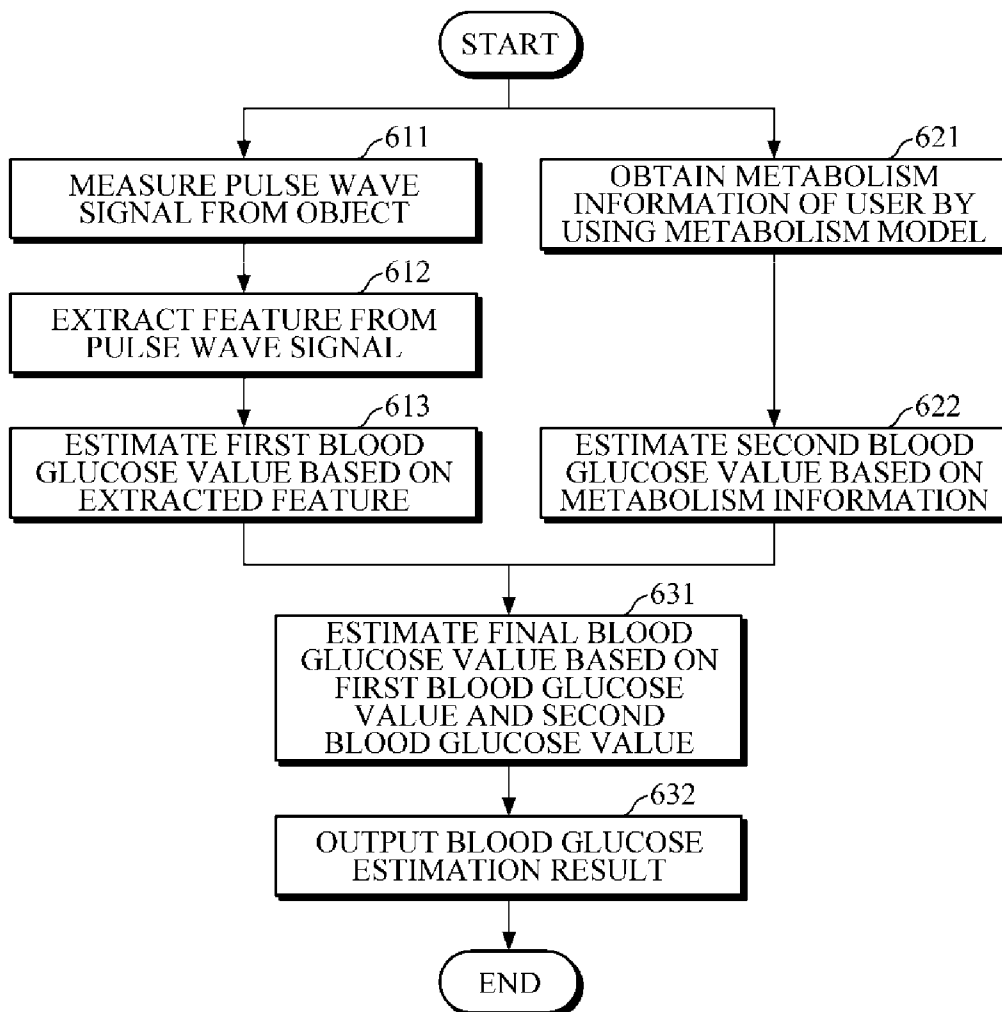 START
611
MEASURE PULSE WAVE
SIGNAL FROM OBJECT
612
EXTRACT FEATURE FROM
PULSE WAVE SIGNAL
613
ESTIMATE FIRST BLOOD
GLUCOSE VALUE BASED ON
EXTRACTED FEATURE
621
OBTAIN METABOLISM
INFORMATION OF USER BY
USING METABOLISM MODEL
622
ESTIMATE SECOND BLOOD
GLUCOSE VALUE BASED ON
METABOLISM INFORMATION
631
ESTIMATE FINAL BLOOD
GLUCOSE VALUE BASED ON
FIRST BLOOD GLUCOSE
VALUE AND SECOND
BLOOD GLUCOSE VALUE
632
OUTPUT BLOOD GLUCOSE
ESTIMATION RESULT
END